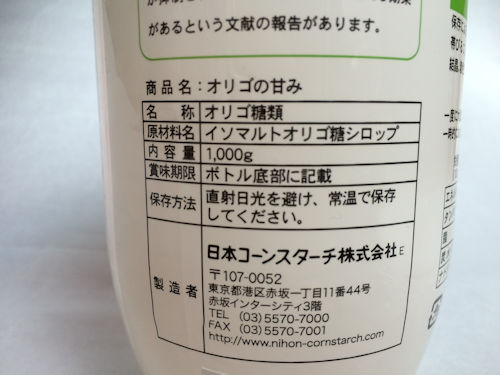 があるという文献の報告があります。
商品名：オリゴの甘み
名称 オリゴ糖類
原材料名 イソマルトオリゴ糖シロップ
内容量 1,000g
賞味期限 ボトル底部に記載
保存方法 直射日光を避け、常温で保存
してください。
製造者 日本コーンスターチ株式会社 E
〒107-0052
東京都港区赤坂一丁目11番44号
赤坂インターシティ3階
TEL (03)5570-7000
FAX (03)5570-7001
http://www.nihon-cornstarch.com